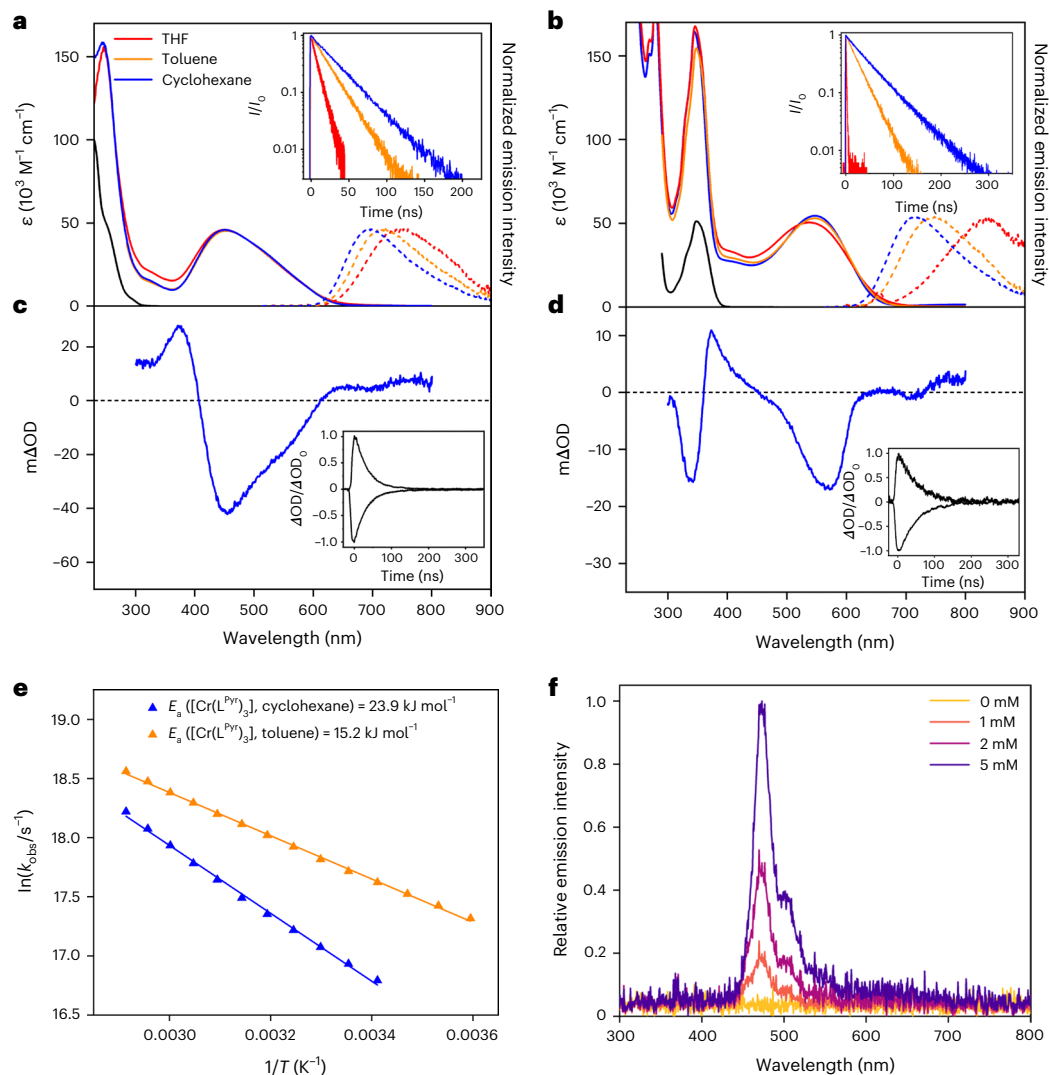 a
THF
Toluene
Cyclohexane
ε (10³ M⁻¹ cm⁻¹)
150
100
50
0
I/I₀
1
0.1
0.01
0
50
100
150
200
Time (ns)
Normalized emission intensity
b
ε (10³ M⁻¹ cm⁻¹)
150
100
50
0
I/I₀
1
0.1
0.01
0
100
200
300
Time (ns)
Normalized emission intensity
c
mΔOD
20
0
−20
−40
−60
ΔOD/ΔOD₀
1.0
0.5
0
−0.5
−1.0
0
100
200
300
Time (ns)
300
400
500
600
700
800
900
Wavelength (nm)
d
mΔOD
10
0
−10
−20
−30
ΔOD/ΔOD₀
1.0
0.5
0
−0.5
−1.0
0
100
200
300
Time (ns)
300
400
500
600
700
800
900
Wavelength (nm)
e
Eₐ ([Cr(Lᴾʸʳ)₃], cyclohexane) = 23.9 kJ mol⁻¹
Eₐ ([Cr(Lᴾʸʳ)₃], toluene) = 15.2 kJ mol⁻¹
ln(k_obs/s⁻¹)
19.0
18.5
18.0
17.5
17.0
16.5
0.0030
0.0032
0.0034
0.0036
1/T (K⁻¹)
f
0 mM
1 mM
2 mM
5 mM
Relative emission intensity
1.0
0.8
0.6
0.4
0.2
0
300
400
500
600
700
800
Wavelength (nm)